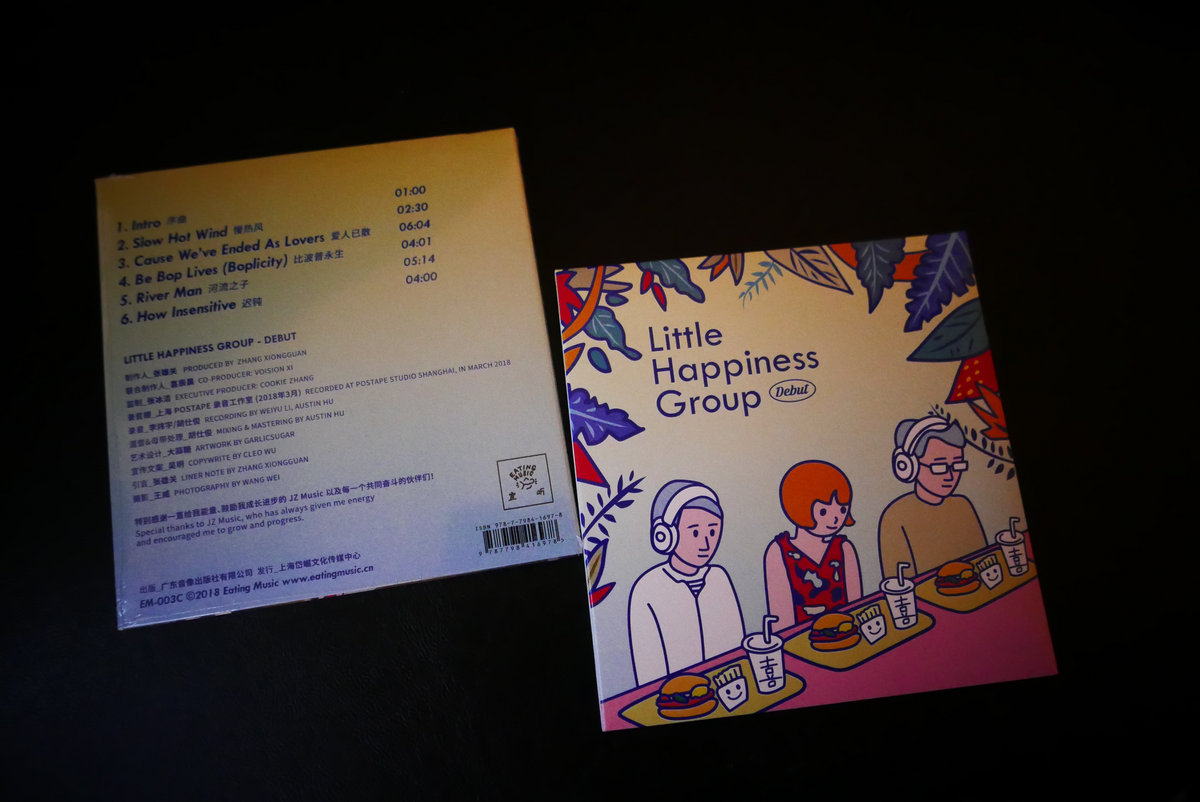 1. Intro 序曲 01:00
2. Slow Hot Wind 慢热风 02:30
3. Cause We've Ended As Lovers 爱人已散 06:04
4. Be Bop Lives (Boplicity) 比波普永生 04:01
5. River Man 河流之子 05:14
6. How Insensitive 迟钝 04:00
LITTLE HAPPINESS GROUP - DEBUT
制作人_张雄关 PRODUCED BY ZHANG XIONGGUAN
联合制作人_ CO-PRODUCER: VOISION XI
监制_张冰洁 EXECUTIVE PRODUCER: COOKIE ZHANG
录音棚_上海 POSTAPE 录音工作室 (2018年3月) RECORDED AT POSTAPE STUDIO SHANGHAI, IN MARCH 2018
录音_李炜宇/胡仕俊 RECORDING BY WEIYU LI, AUSTIN HU
混音&母带处理_胡仕俊 MIXING & MASTERING BY AUSTIN HU
艺术设计_大蒜糖 ARTWORK BY GARLICSUGAR
宣传文案_吴明 COPYWRITE BY CLEO WU
引言_张雄关 LINER NOTE BY ZHANG XIONGGUAN
摄影_王威 PHOTOGRAPHY BY WANG WEI
特别感谢一直给我能量、鼓励我成长进步的 JZ Music 以及每一个共同奋斗的伙伴们!
Special thanks to JZ Music, who has always given me energy
and encouraged me to grow and progress.
出版_广东音像出版社有限公司 发行_上海岱嵋文化传媒中心
EM-003C ©2018 Eating Music www.eatingmusic.cn
EATING
MUSIC
宜 听
ISBN 978-7-7984-1697-8
9 787798 416978
Little
Happiness
Group Debut
喜
喜
喜